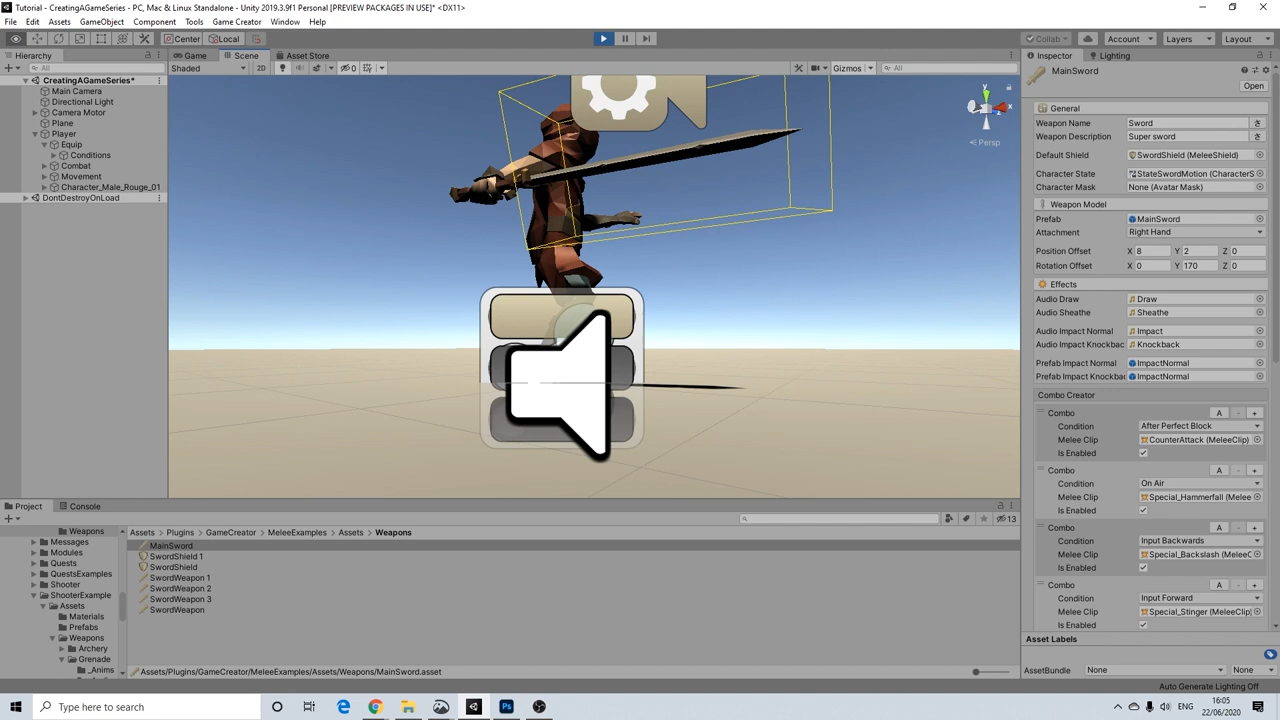 Tutorial - CreatingAGameSeries - PC, Mac & Linux Standalone - Unity 2019.3.9f1 Personal [PREVIEW PACKAGES IN USE]* <DX11>
File Edit Assets GameObject Component Tools Game Creator Window Help
Center Local Collab Account Layers Layout
Hierarchy Game Scene Asset Store Inspector Lighting
All Shaded 2D 0 Gizmos All MainSword
CreatingAGameSeries*
Open
Main Camera
Directional Light
Camera Motor
Plane
Player
Equip
Conditions
Combat
Movement
Character_Male_Rouge_01
DontDestroyOnLoad
y
x
z
Persp
General
Weapon Name Sword
Weapon Description Super sword
Default Shield SwordShield (MeleeShield)
Character State StateSwordMotion (CharacterS
Character Mask None (Avatar Mask)
Weapon Model
Prefab MainSword
Attachment Right Hand
Position Offset X 8 Y 2 Z 0
Rotation Offset X 0 Y 170 Z 0
Effects
Audio Draw Draw
Audio Sheathe Sheathe
Audio Impact Normal Impact
Audio Impact Knockbac Knockback
Prefab Impact Normal ImpactNormal
Prefab Impact Knockbac ImpactNormal
Combo Creator
Combo A - +
Condition After Perfect Block
Melee Clip CounterAttack (MeleeClip)
Is Enabled
Combo A - +
Condition On Air
Melee Clip Special_Hammerfall (Melee
Is Enabled
Combo A - +
Condition Input Backwards
Melee Clip Special_Backslash (MeleeC
Is Enabled
Combo A - +
Condition Input Forward
Melee Clip Special_Stinger (MeleeClip)
Is Enabled
Asset Labels
AssetBundle None None
Project Console
13
Weapons
Messages
Modules
Quests
QuestsExamples
Shooter
ShooterExample
Assets
Materials
Prefabs
Weapons
Archery
Grenade
_Anims
Assets Plugins GameCreator MeleeExamples Assets Weapons
MainSword
SwordShield 1
SwordShield
SwordWeapon 1
SwordWeapon 2
SwordWeapon 3
SwordWeapon
Assets/Plugins/GameCreator/MeleeExamples/Assets/Weapons/MainSword.asset
Auto Generate Lighting Off
Type here to search
Ps
16:05
22/06/2020